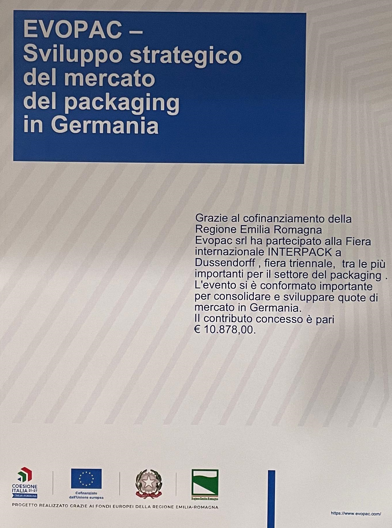 EVOPAC –
Sviluppo strategico
del mercato
del packaging
in Germania
Grazie al cofinanziamento della
Regione Emilia Romagna
Evopac srl ha partecipato alla Fiera
internazionale INTERPACK a
Dussendorff , fiera triennale, tra le più
importanti per il settore del packaging .
L'evento si è conformato importante
per consolidare e sviluppare quote di
mercato in Germania.
Il contributo concesso è pari
€ 10.878,00.
COESIONE
ITALIA 21-27
Cofinanziato
dall'Unione europea
PROGETTO REALIZZATO GRAZIE AI FONDI EUROPEI DELLA REGIONE EMILIA-ROMAGNA
https://www.evopac.com/